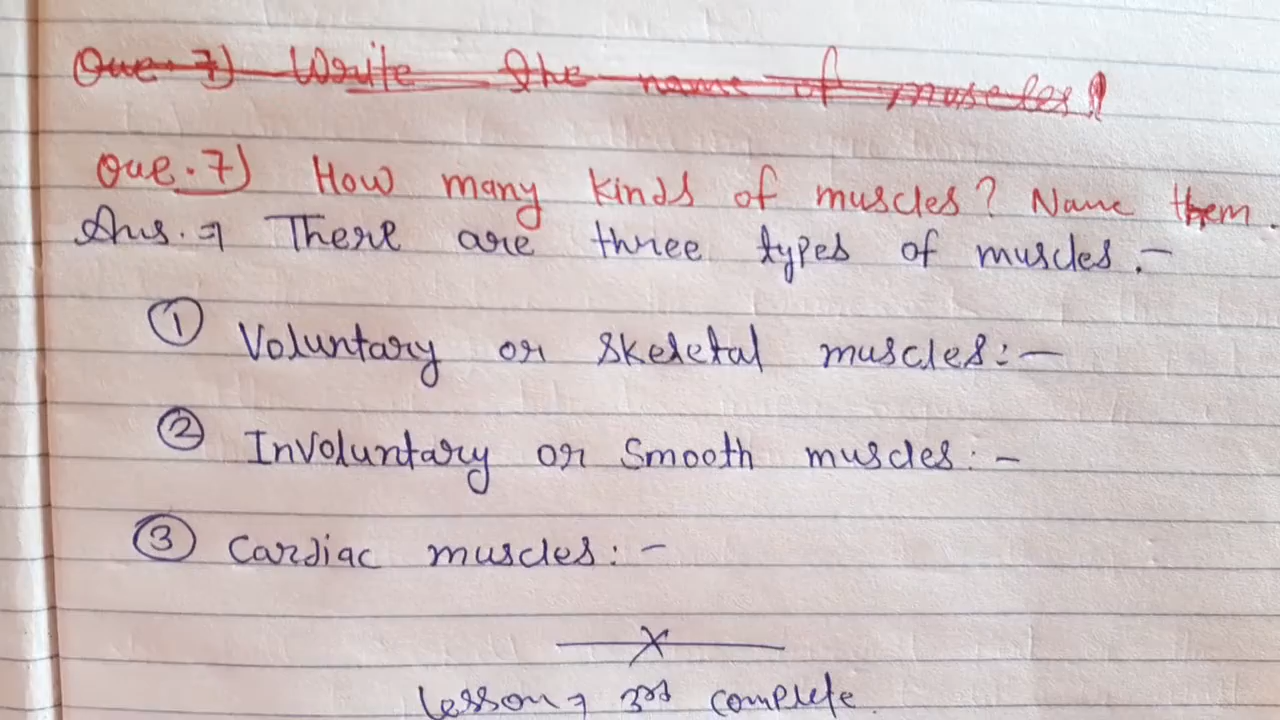 Que. 7) Write the name of muscles?
Que. 7) How many kinds of muscles? Name them.
Ans. ⇒ There are three types of muscles :-
① Voluntary or skeletal muscles :—
② Involuntary or smooth muscles : -
③ Cardiac muscles : -
Lesson ⇒ 3rd complete.